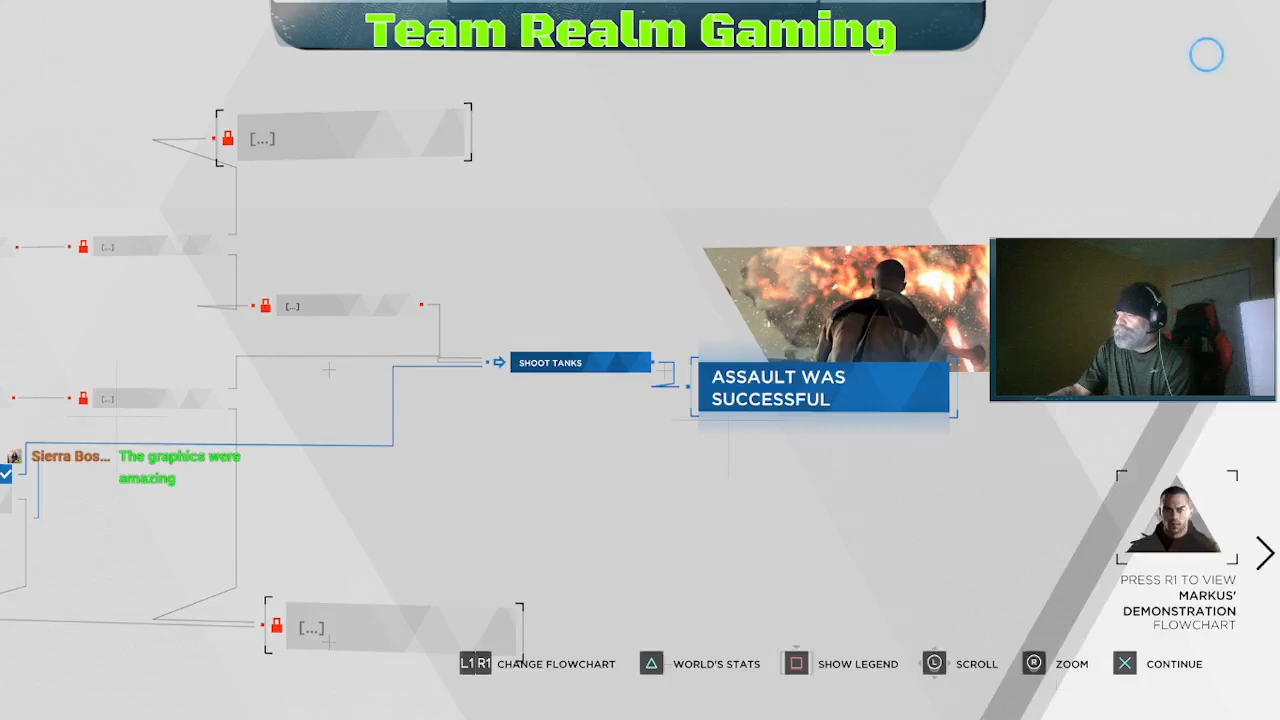 Team Realm Gaming
[...]
[...]
[...]
SHOOT TANKS
ASSAULT WAS
SUCCESSFUL
[...]
Sierra Bos... The graphics were
amazing
[...]
PRESS R1 TO VIEW
MARKUS'
DEMONSTRATION
FLOWCHART
L1 R1 CHANGE FLOWCHART WORLD'S STATS SHOW LEGEND L SCROLL R ZOOM CONTINUE